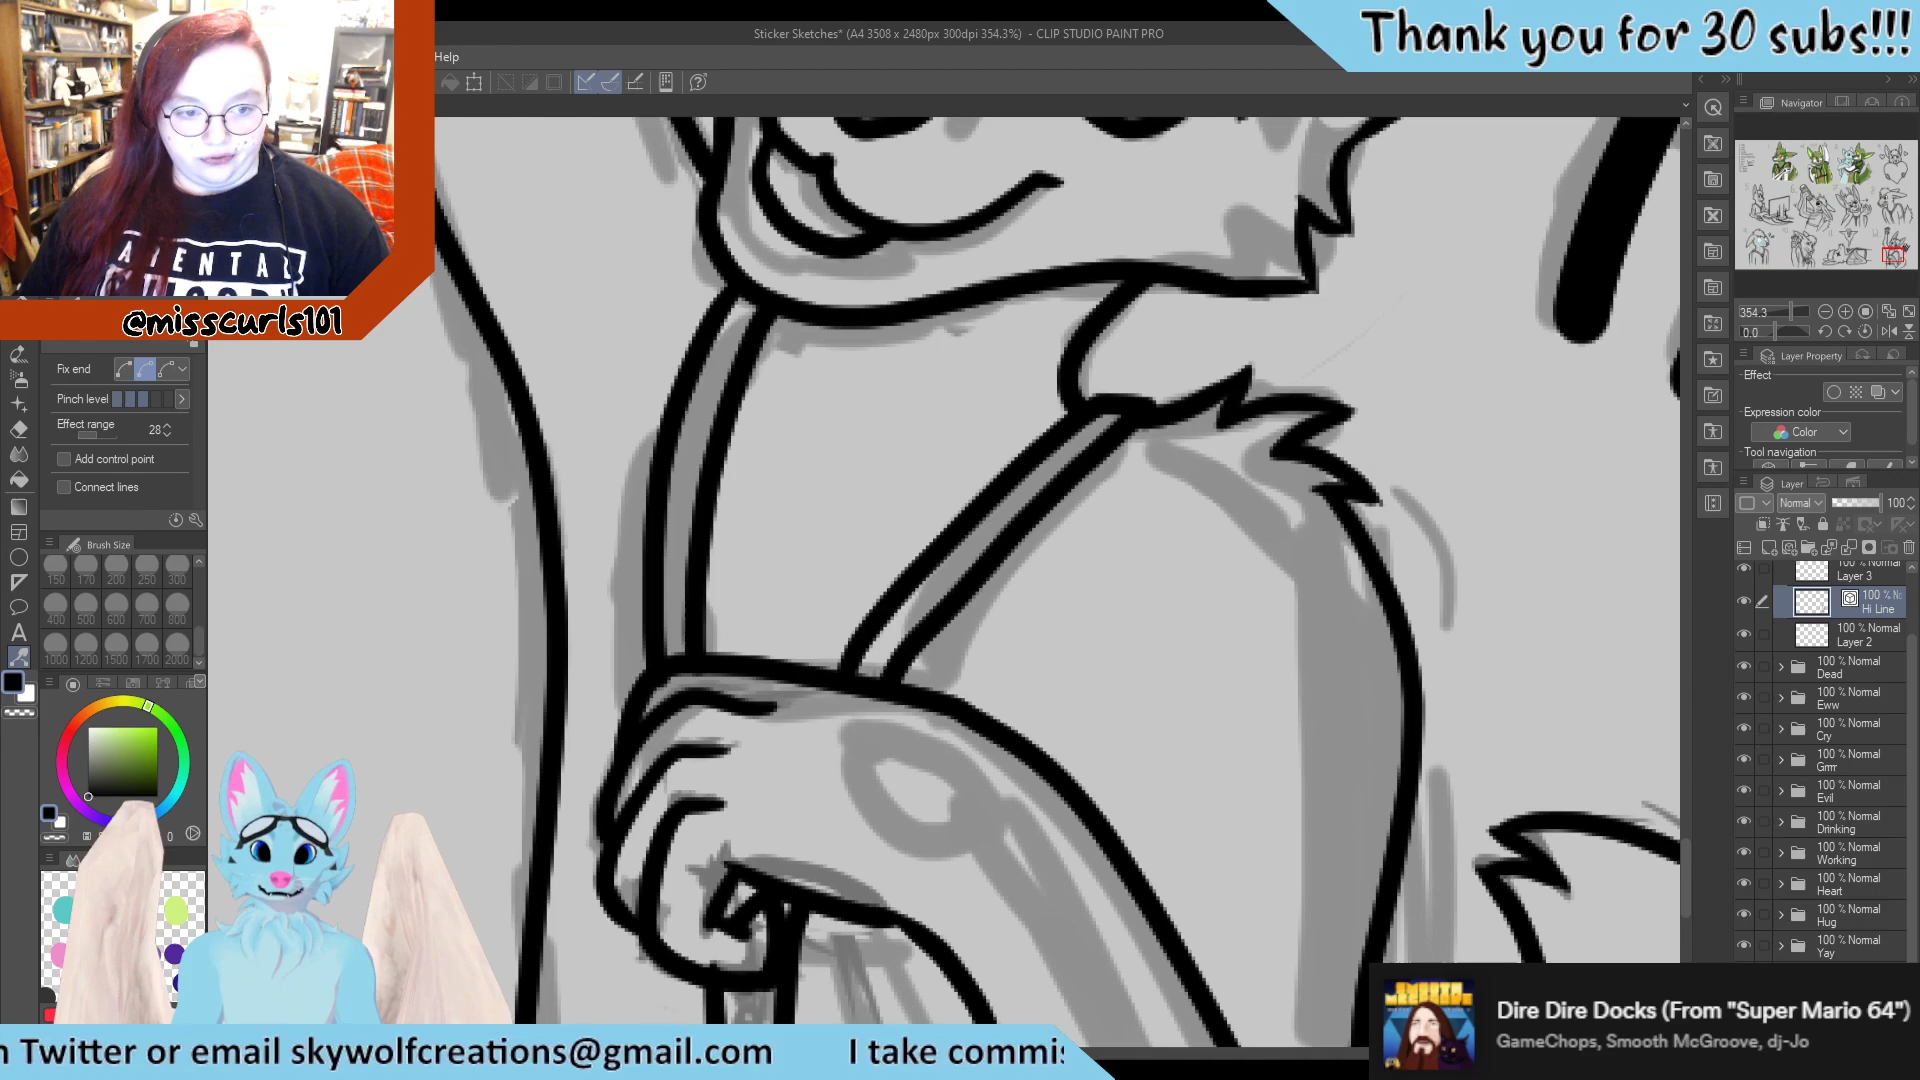 Thank you for 30 subs!!!
Sticker Sketches* (A4 3508 x 2480px 300dpi 354.3%) - CLIP STUDIO PAINT PRO
Help
@misscurls101
Navigator
354.3
0.0
Layer Property
Effect
Expression color
Color
Tool navigation
Layer
Normal
100
100 % Normal
Layer 3
Hi Line
100 % Normal
Layer 2
100 % Normal
Dead
100 % Normal
Eww
100 % Normal
Cry
100 % Normal
Grrr
100 % Normal
Evil
100 % Normal
Drinking
100 % Normal
Working
100 % Normal
Heart
100 % Normal
Hug
100 % Normal
Yay
Fix end
Pinch level
Effect range
28
Add control point
Connect lines
Brush Size
150 170 200 250 300
400 500 600 700 800
1000 1200 1500 1700 2000
0
Dire Dire Docks (From "Super Mario 64")
GameChops, Smooth McGroove, dj-Jo
Twitter or email skywolfcreations@gmail.com
I take